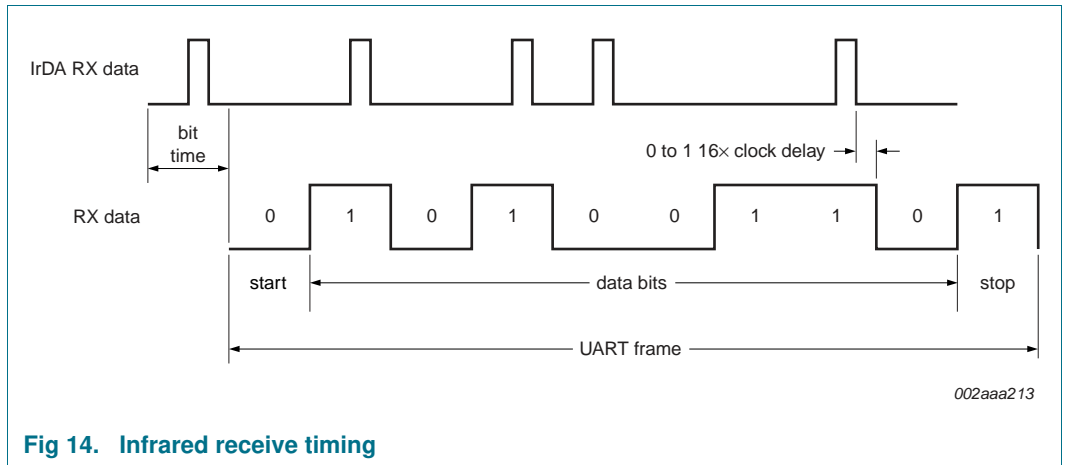 IrDA RX data
bit
time
0 to 1 16× clock delay
RX data
0 1 0 1 0 0 1 1 0 1
start data bits stop
UART frame
002aaa213
Fig 14. Infrared receive timing